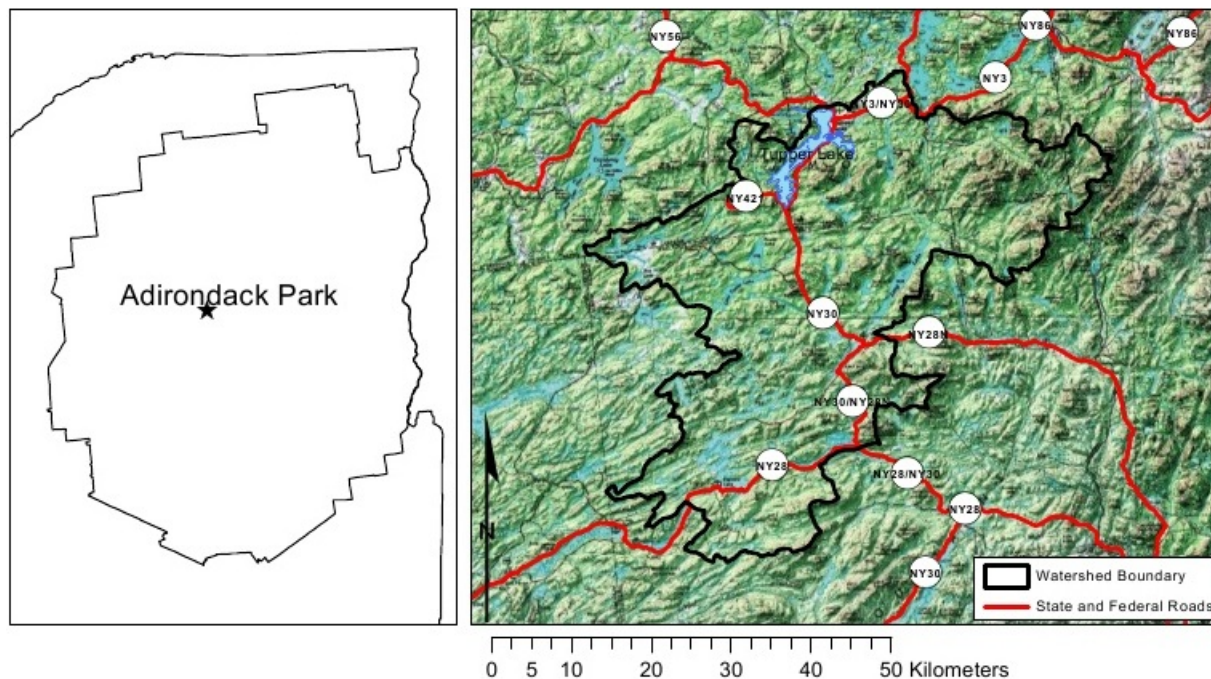 Adirondack Park
NY56
NY86
NY86
NY3
NY3/NY30
Tupper Lake
NY421
NY30
NY28N
NY30/NY28N
NY28
NY28/NY30
NY28
NY30
N
Watershed Boundary
State and Federal Roads
0 5 10 20 30 40 50 Kilometers